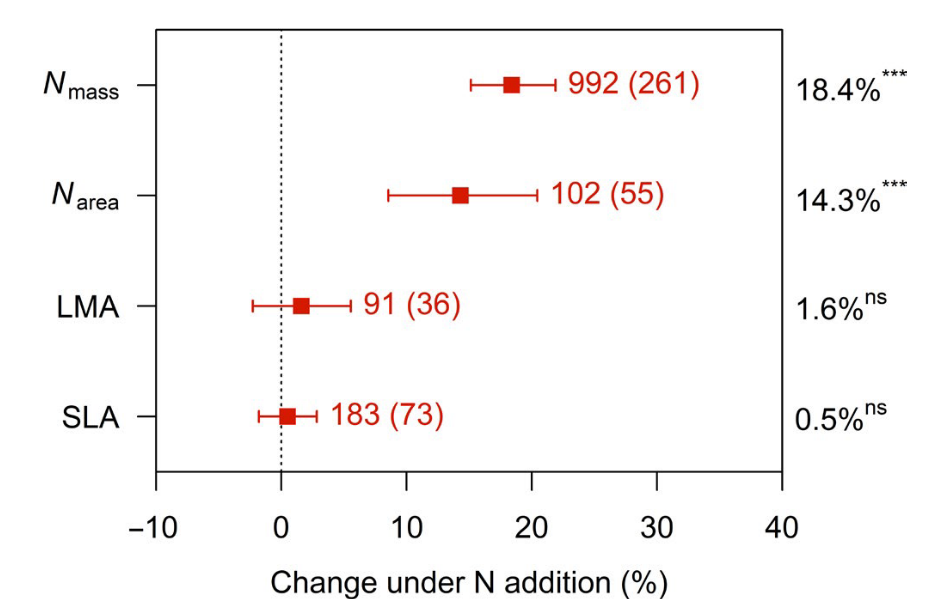 Nmass 992 (261) 18.4%***
Narea 102 (55) 14.3%***
LMA 91 (36) 1.6%ns
SLA 183 (73) 0.5%ns
–10 0 10 20 30 40
Change under N addition (%)